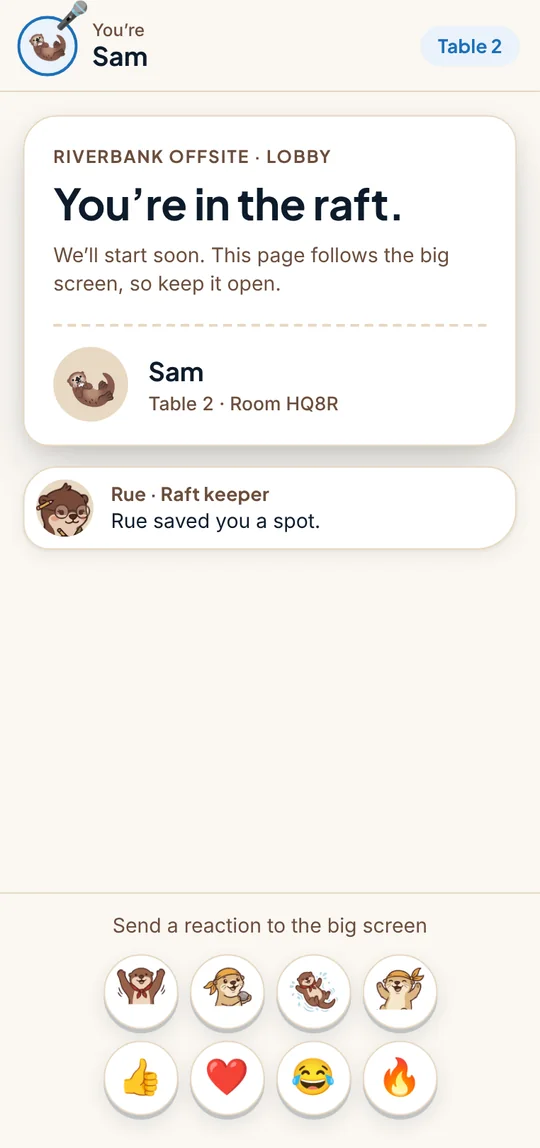 You’re
Sam
Table 2
RIVERBANK OFFSITE · LOBBY
You’re in the raft.
We’ll start soon. This page follows the big
screen, so keep it open.
Sam
Table 2 · Room HQ8R
Rue · Raft keeper
Rue saved you a spot.
Send a reaction to the big screen